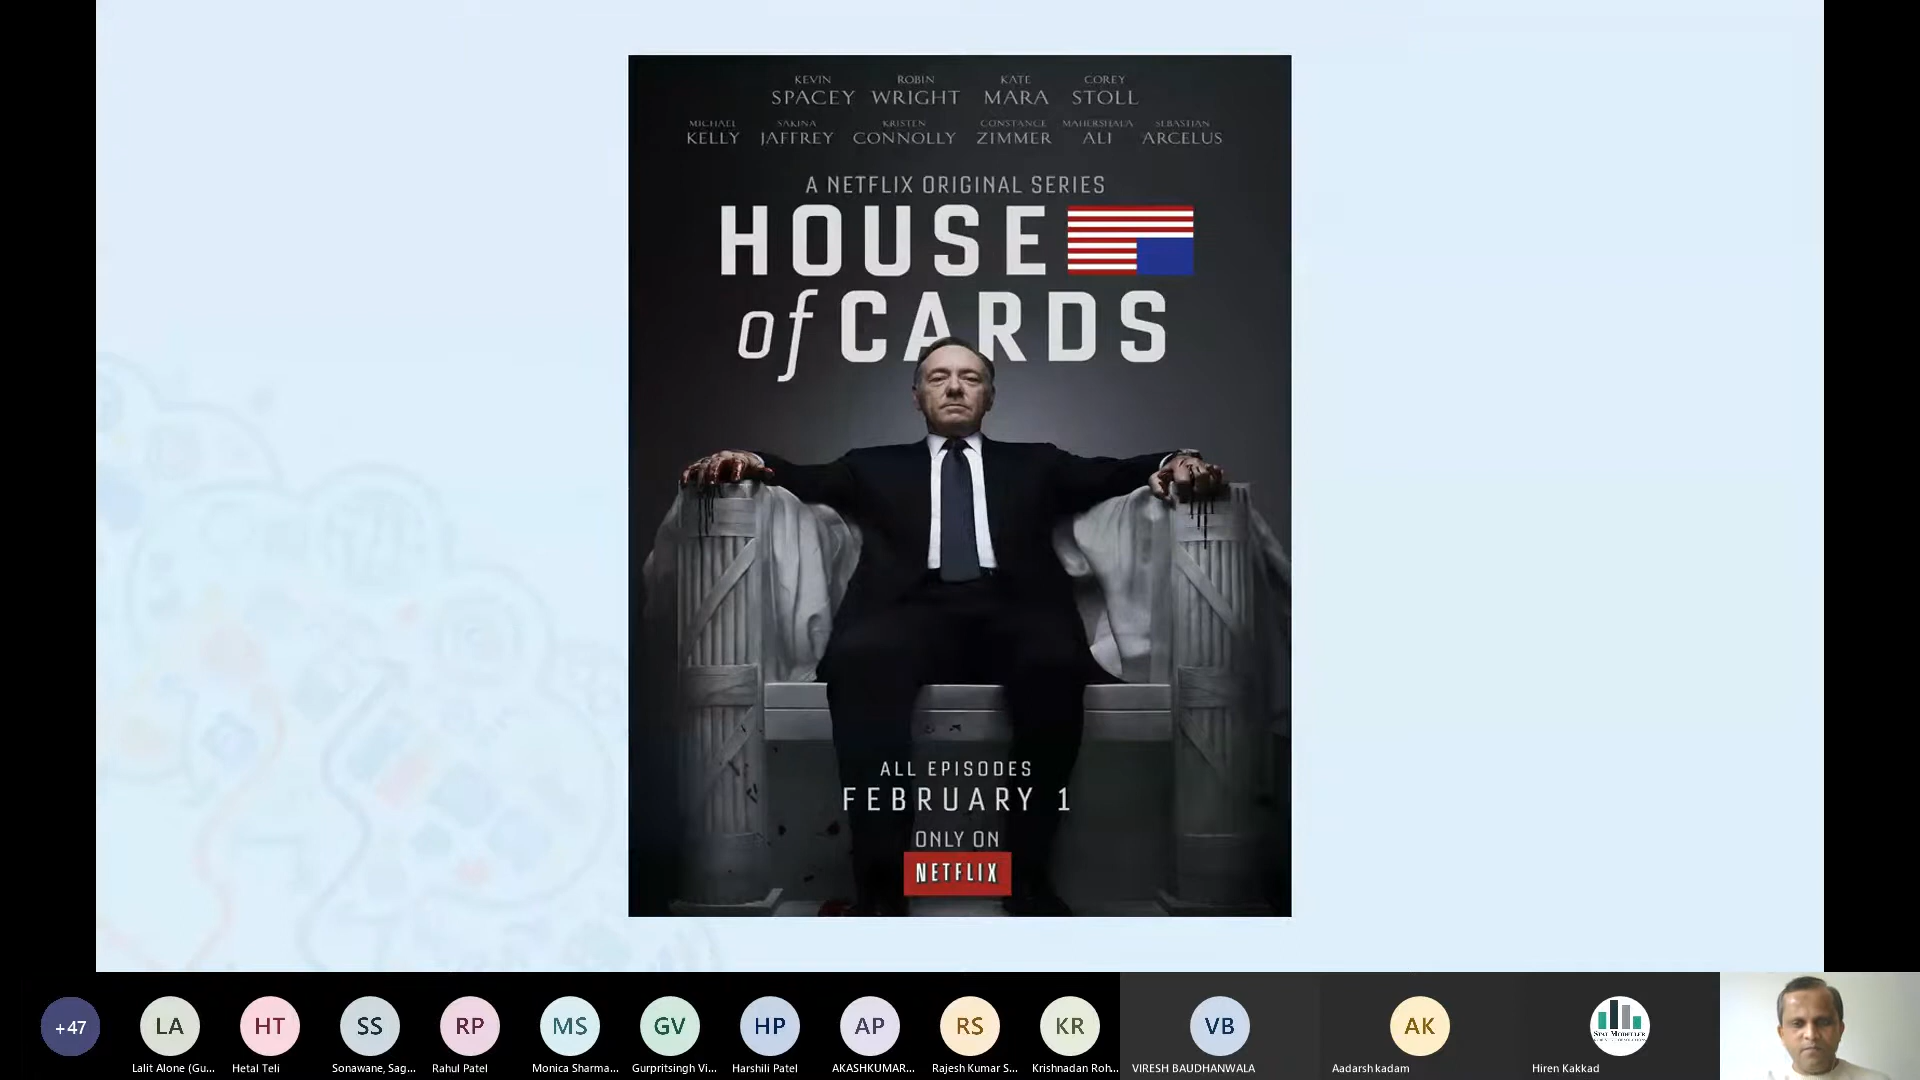 KEVIN ROBIN KATE COREY
SPACEY WRIGHT MARA STOLL
MICHAEL SAKINA KRISTEN CONSTANCE MAHERSHALA SEBASTIAN
KELLY JAFFREY CONNOLLY ZIMMER ALI ARCELUS
A NETFLIX ORIGINAL SERIES
HOUSE
of CARDS
ALL EPISODES
FEBRUARY 1
ONLY ON
NETFLIX
+47 LA HT SS RP MS GV HP AP RS KR VB AK
STAT MODELLER
Lalit Alone (Gu... Hetal Teli Sonawane, Sag... Rahul Patel Monica Sharma... Gurpritsingh Vi... Harshili Patel AKASHKUMAR... Rajesh Kumar S... Krishnadan Roh... VIRESH BAUDHANWALA Aadarsh kadam Hiren Kakkad